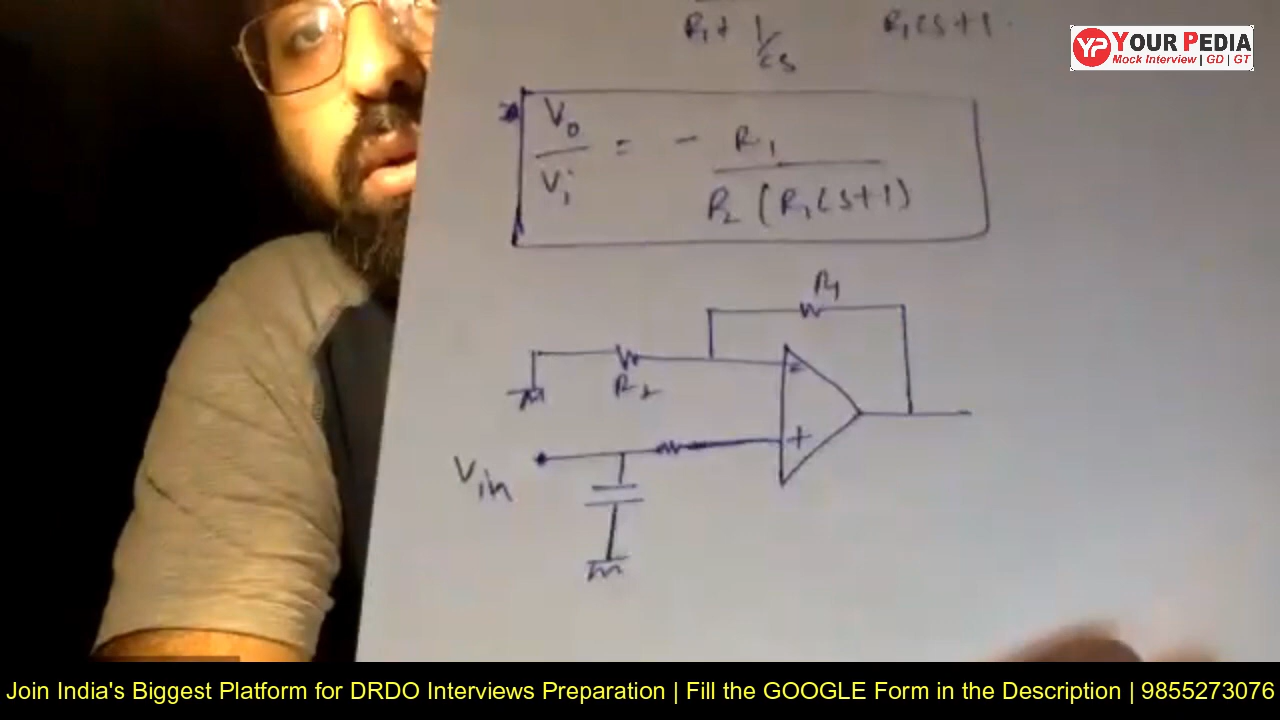 R₁ + 1/cs R₁cs+1
YOUR PEDIA
YP
Mock Interview | GD | GT
V₀/Vᵢ = - R₁/R₂(R₁cs+1)
R₁
R₂
-
+
Vin
Join India's Biggest Platform for DRDO Interviews Preparation | Fill the GOOGLE Form in the Description | 9855273076